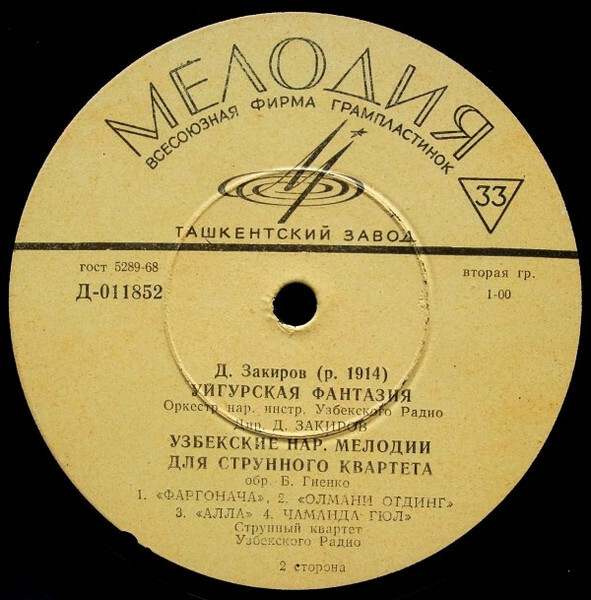 МЕЛОДИЯ
ВСЕСОЮЗНАЯ ФИРМА ГРАМПЛАСТИНОК
33
ТАШКЕНТСКИЙ ЗАВОД
гост 5289-68
вторая гр.
Д-011852
1-00
Д. Закиров (р. 1914)
УЙГУРСКАЯ ФАНТАЗИЯ
Оркестр нар. инстр. Узбекского Радио
Дир. Д. ЗАКИРОВ
УЗБЕКСКИЕ НАР. МЕЛОДИИ
ДЛЯ СТРУННОГО КВАРТЕТА
обр. Б. Гиенко
1. «ФАРГОНАЧА», 2. «ОЛМАНИ ОТДИНГ»
3. «АЛЛА» 4. ЧАМАНДА ГЮЛ»
Струнный квартет
Узбекского Радио
2 сторона